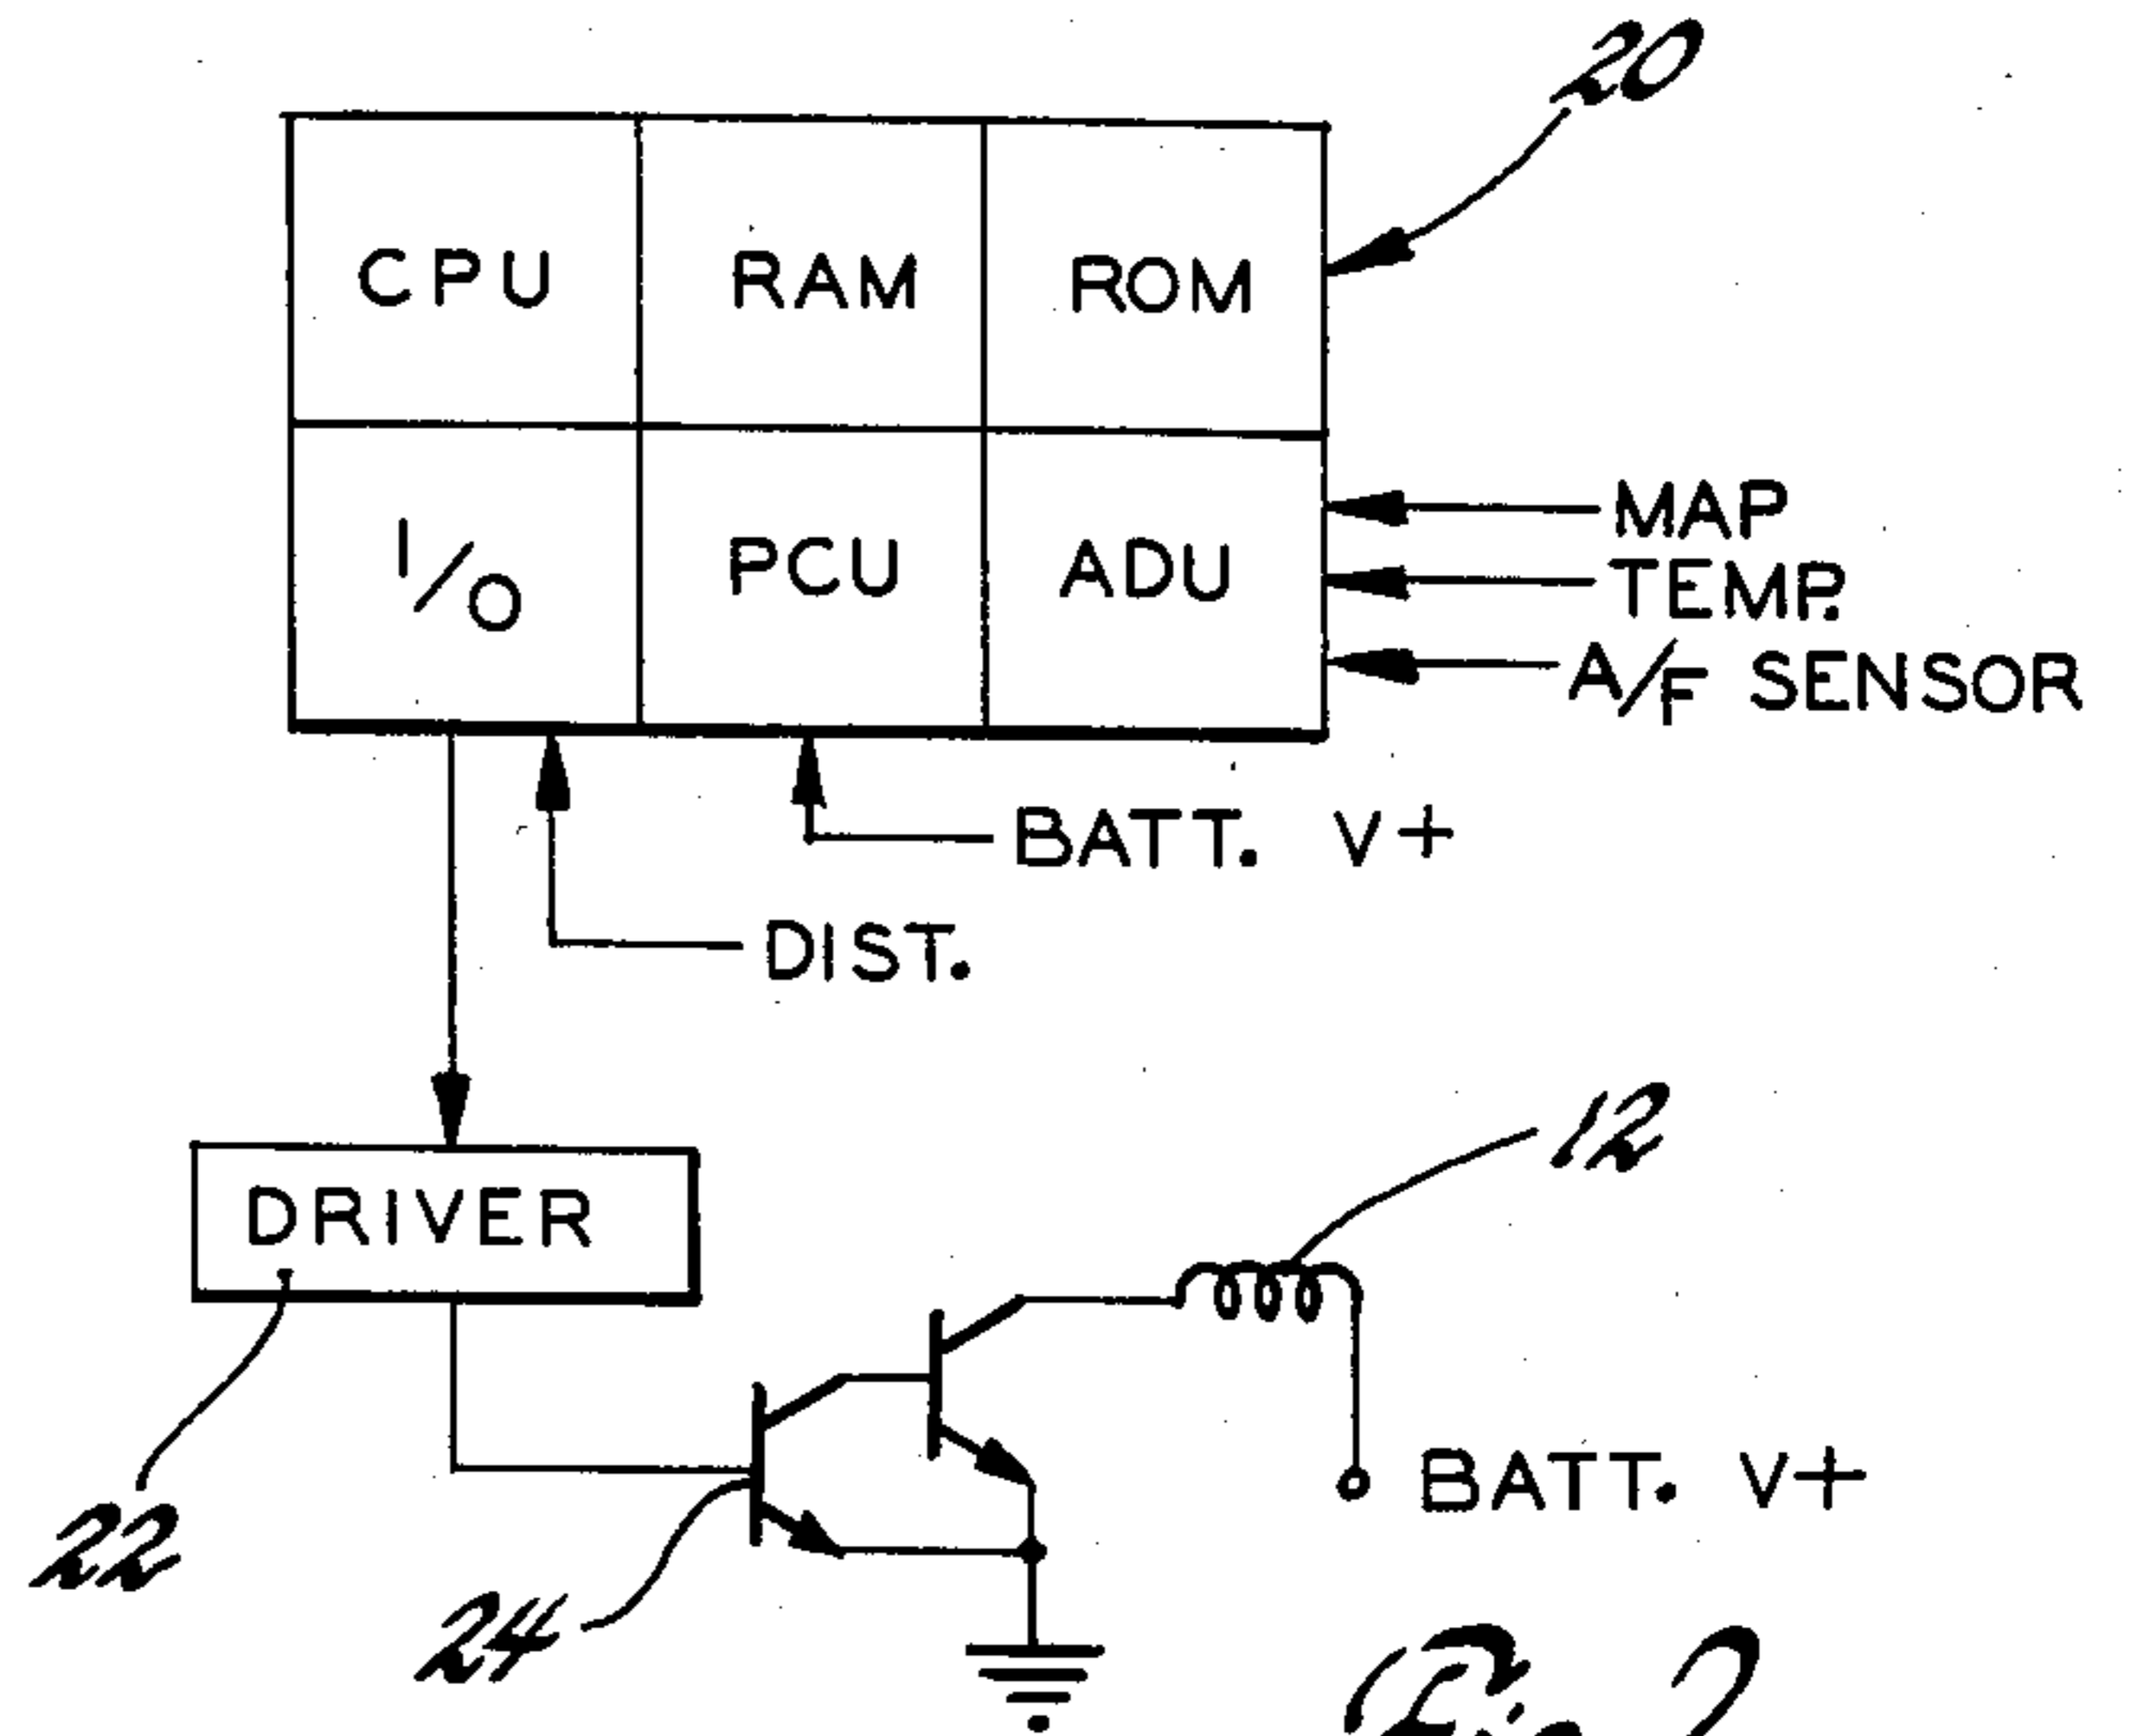 20
CPU RAM ROM
I/O PCU ADU
MAP
TEMP.
A/F SENSOR
BATT. V+
DIST.
12
DRIVER
BATT. V+
22
24
Fig 2